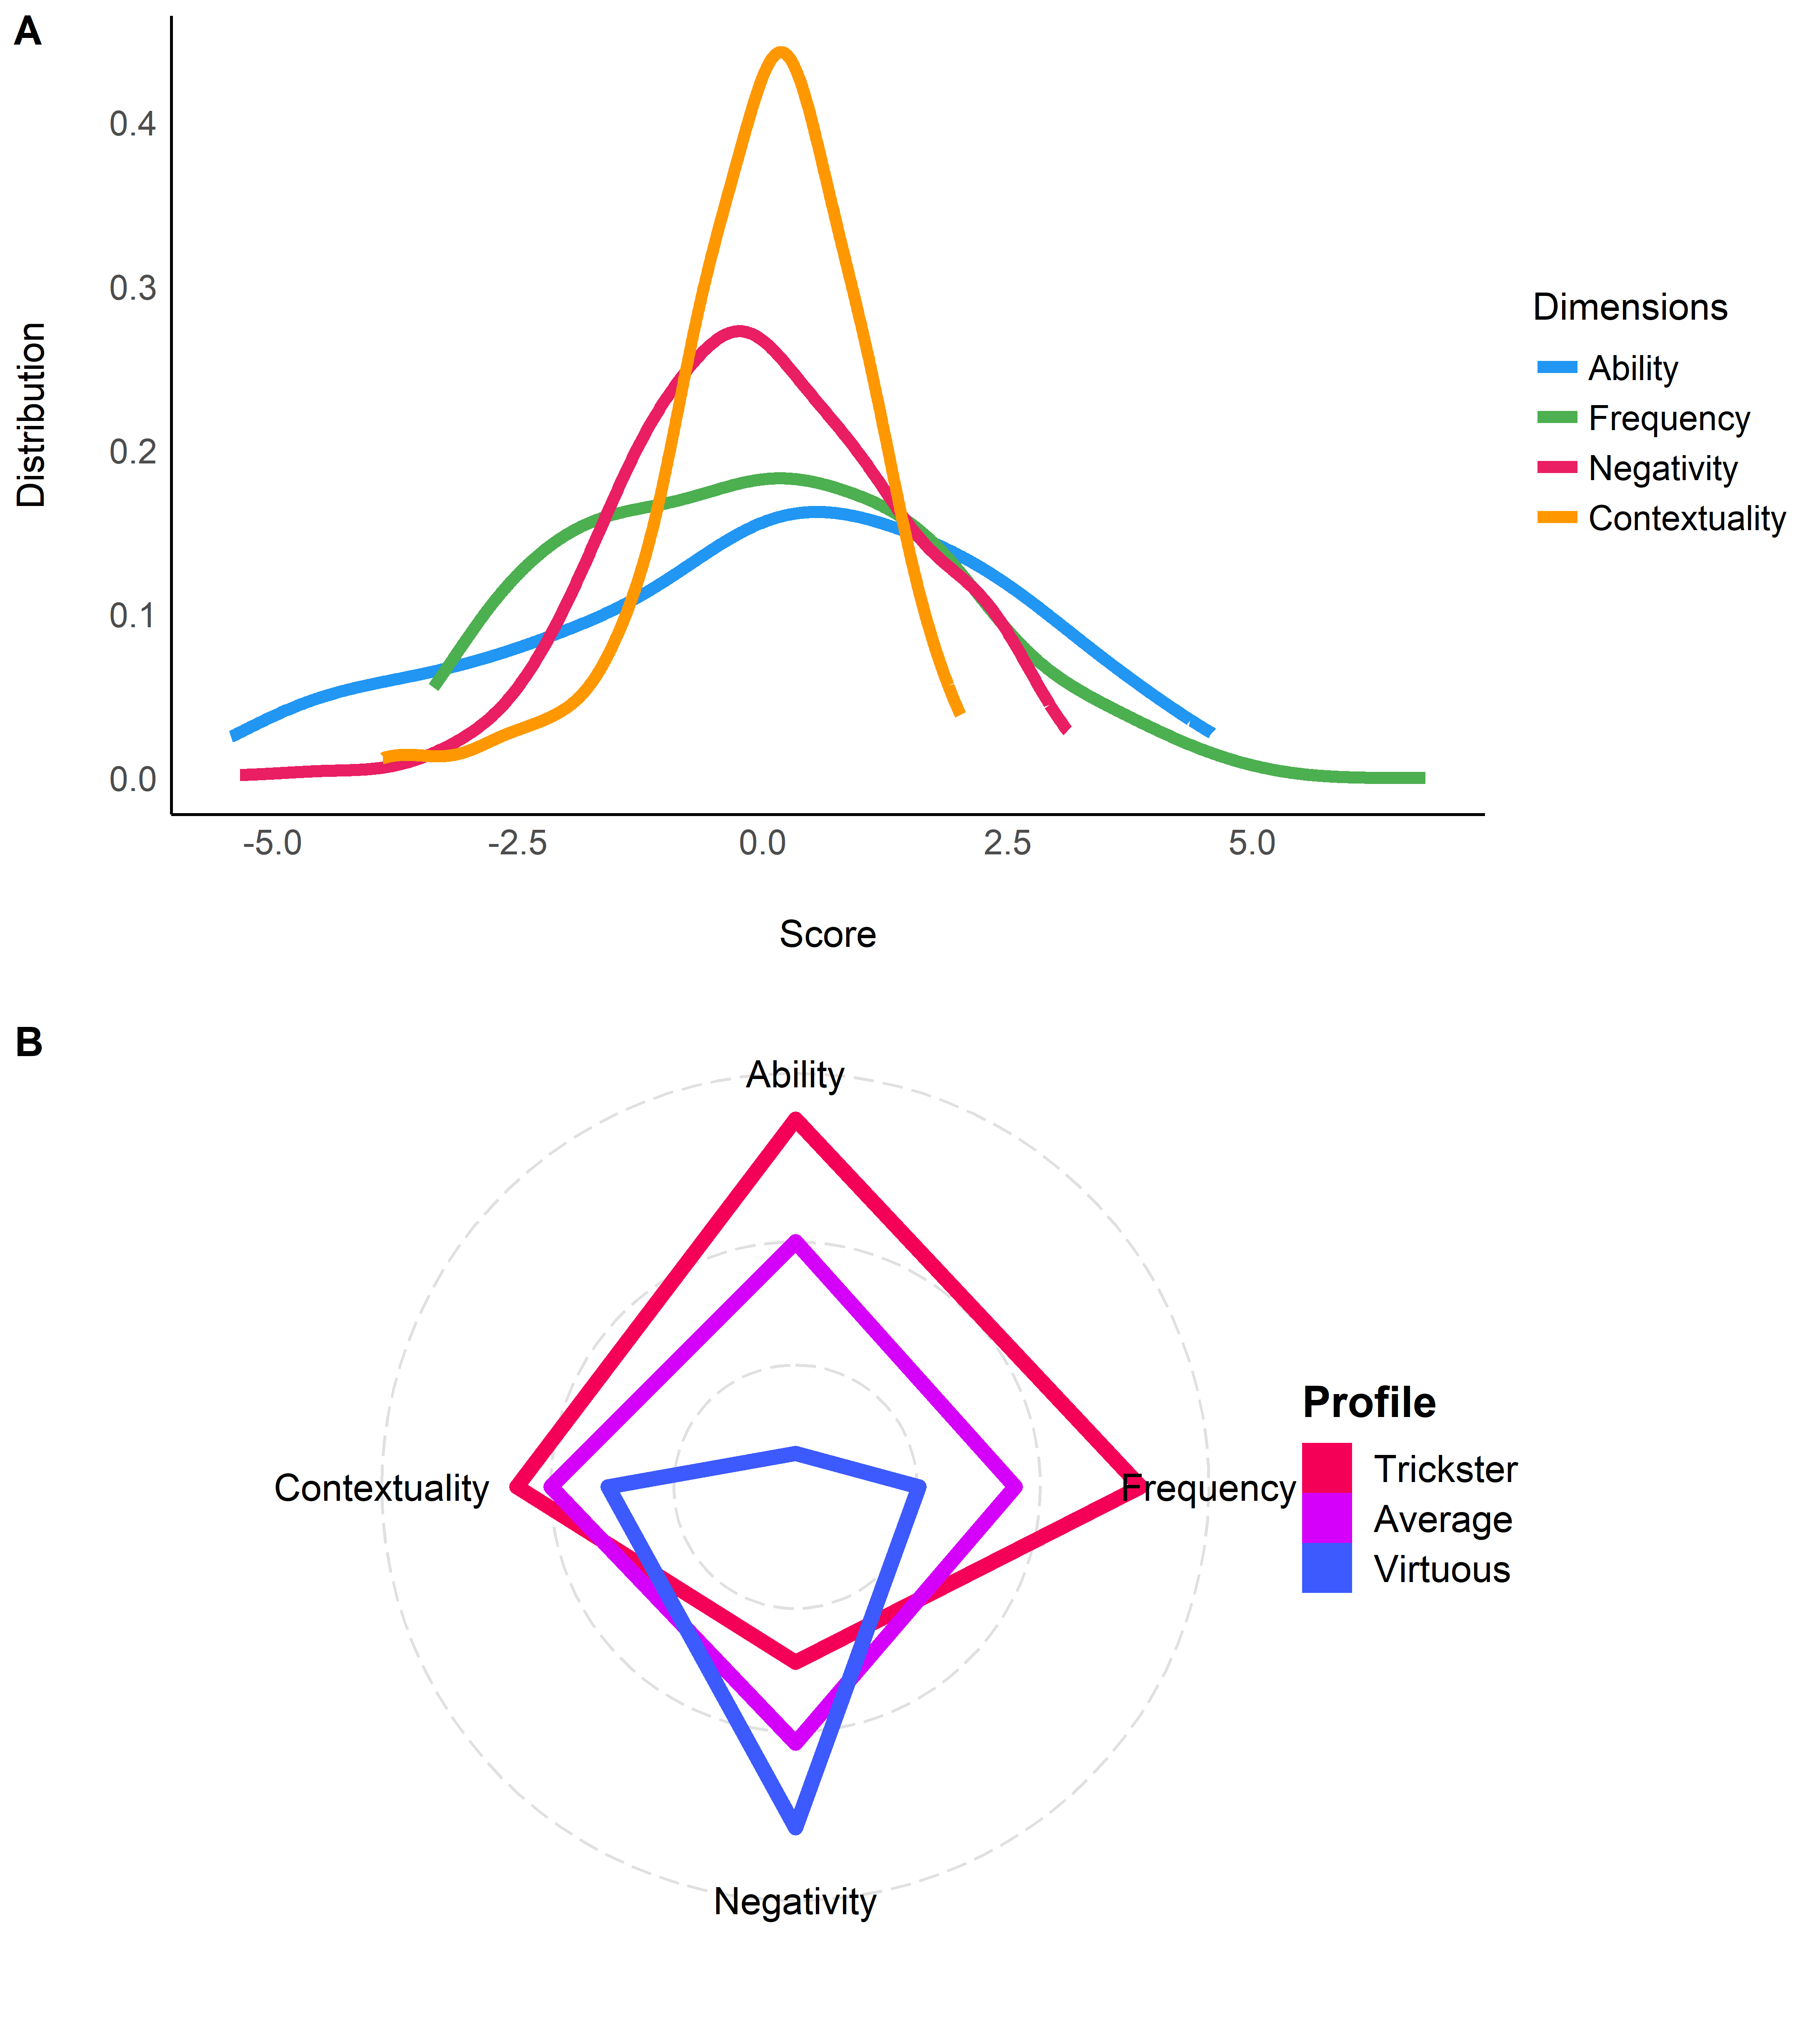 A
0.4
0.3
0.2
0.1
0.0
Distribution
-5.0 -2.5 0.0 2.5 5.0
Score
Dimensions
Ability
Frequency
Negativity
Contextuality
B
Ability
Contextuality
Frequency
Negativity
Profile
Trickster
Average
Virtuous